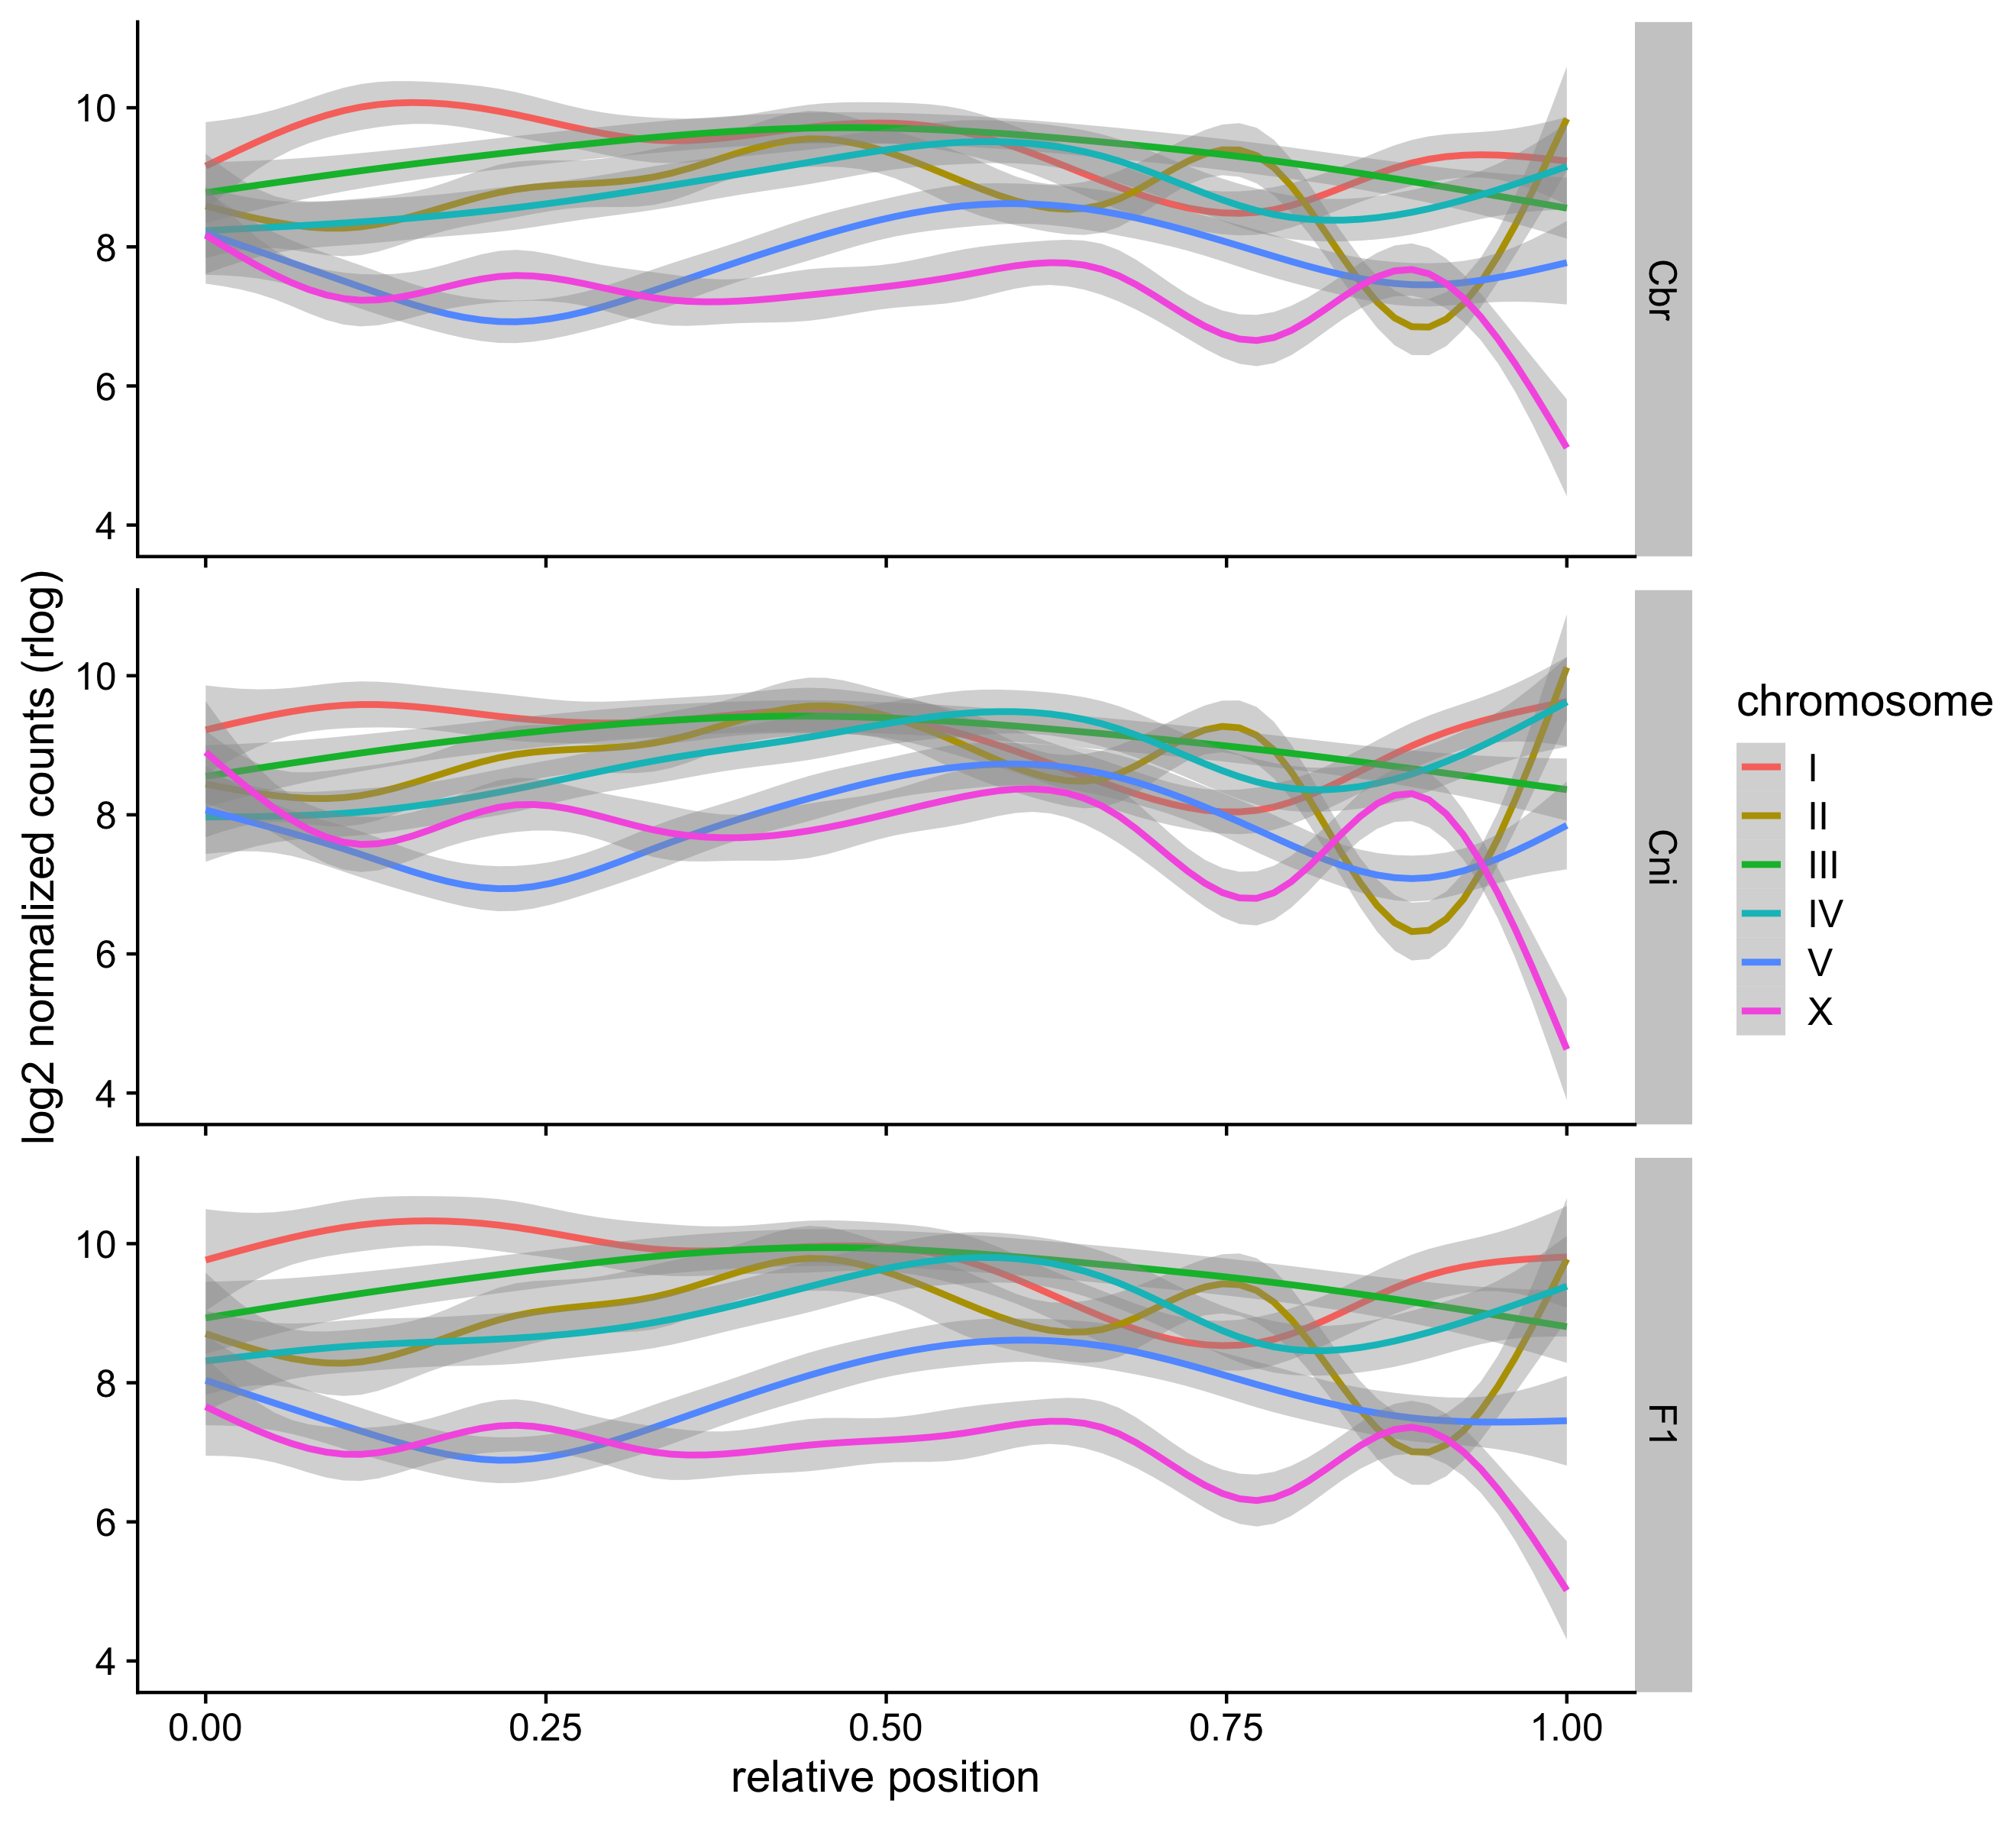 log2 normalized counts (rlog)
10
8
6
4
Cbr
10
8
6
4
Cni
10
8
6
4
F1
0.00 0.25 0.50 0.75 1.00
relative position
chromosome
I
II
III
IV
V
X